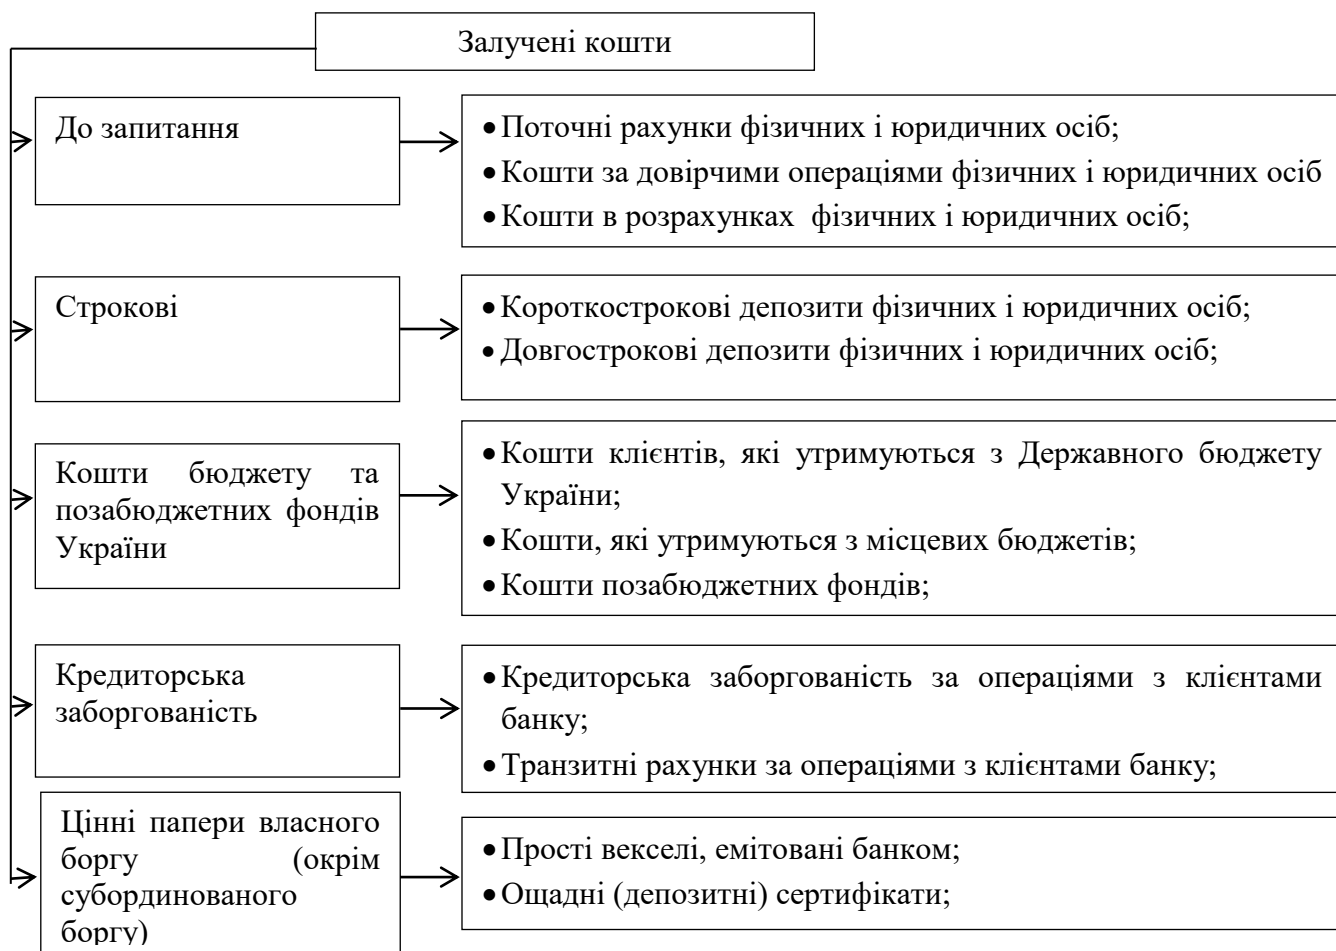 Залучені кошти
До запитання
• Поточні рахунки фізичних і юридичних осіб;
• Кошти за довірчими операціями фізичних і юридичних осіб
• Кошти в розрахунках фізичних і юридичних осіб;
Строкові
• Короткострокові депозити фізичних і юридичних осіб;
• Довгострокові депозити фізичних і юридичних осіб;
Кошти бюджету та
позабюджетних фондів
України
• Кошти клієнтів, які утримуються з Державного бюджету
України;
• Кошти, які утримуються з місцевих бюджетів;
• Кошти позабюджетних фондів;
Кредиторська
заборгованість
• Кредиторська заборгованість за операціями з клієнтами
банку;
• Транзитні рахунки за операціями з клієнтами банку;
Цінні папери власного
боргу (окрім
субординованого
боргу)
• Прості векселі, емітовані банком;
• Ощадні (депозитні) сертифікати;